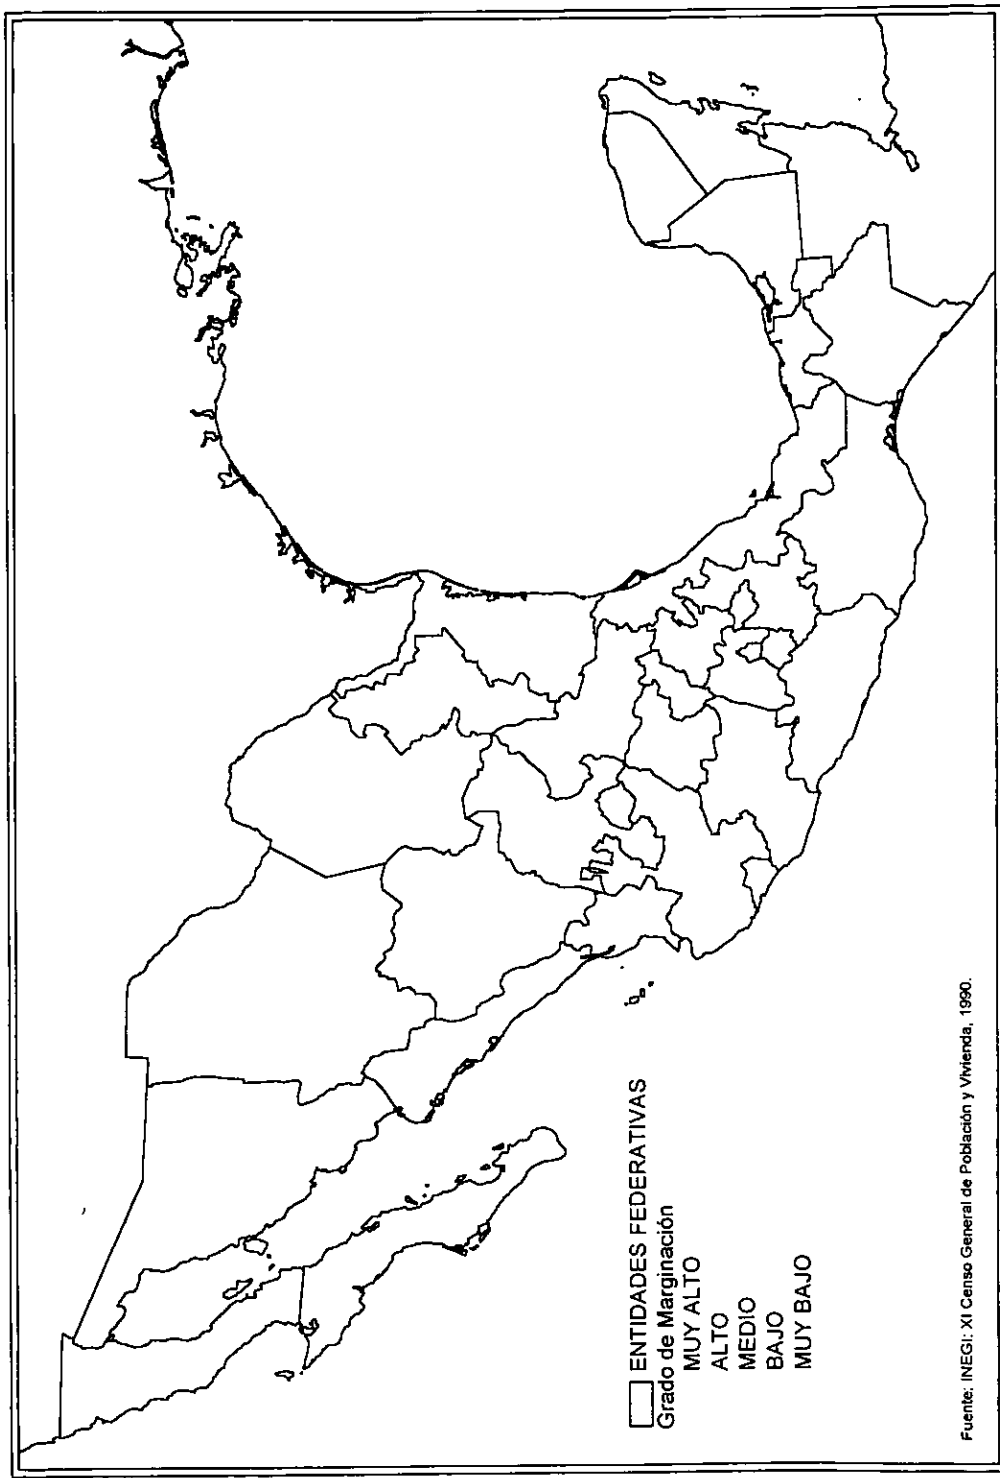 ENTIDADES FEDERATIVAS
Grado de Marginación
MUY ALTO
ALTO
MEDIO
BAJO
MUY BAJO
Fuente: INEGI: XI Censo General de Población y Vivienda, 1990.